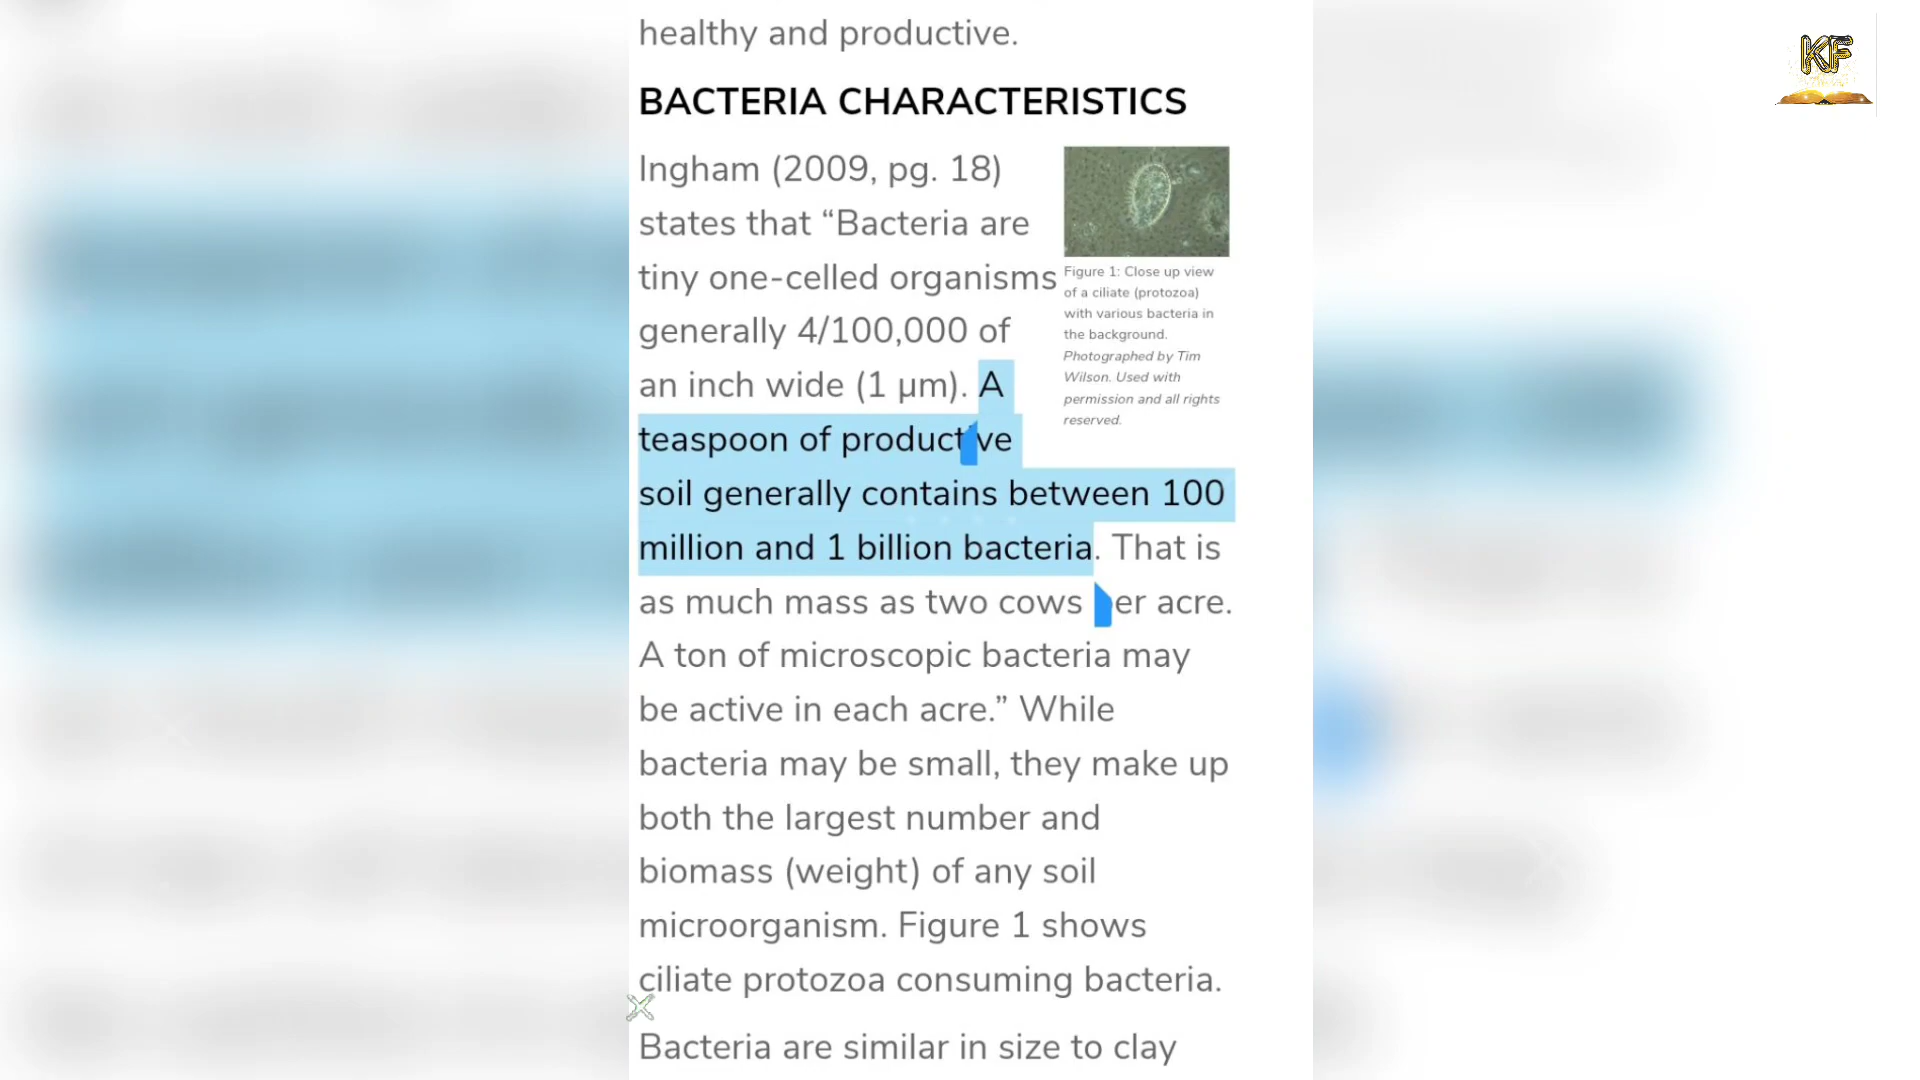 healthy and productive.
BACTERIA CHARACTERISTICS
Ingham (2009, pg. 18)
states that “Bacteria are
tiny one-celled organisms
generally 4/100,000 of
an inch wide (1 µm). A
teaspoon of productive
soil generally contains between 100
million and 1 billion bacteria. That is
as much mass as two cows per acre.
A ton of microscopic bacteria may
be active in each acre.” While
bacteria may be small, they make up
both the largest number and
biomass (weight) of any soil
microorganism. Figure 1 shows
ciliate protozoa consuming bacteria.
Bacteria are similar in size to clay
Figure 1: Close up view
of a ciliate (protozoa)
with various bacteria in
the background.
Photographed by Tim
Wilson. Used with
permission and all rights
reserved.
KF